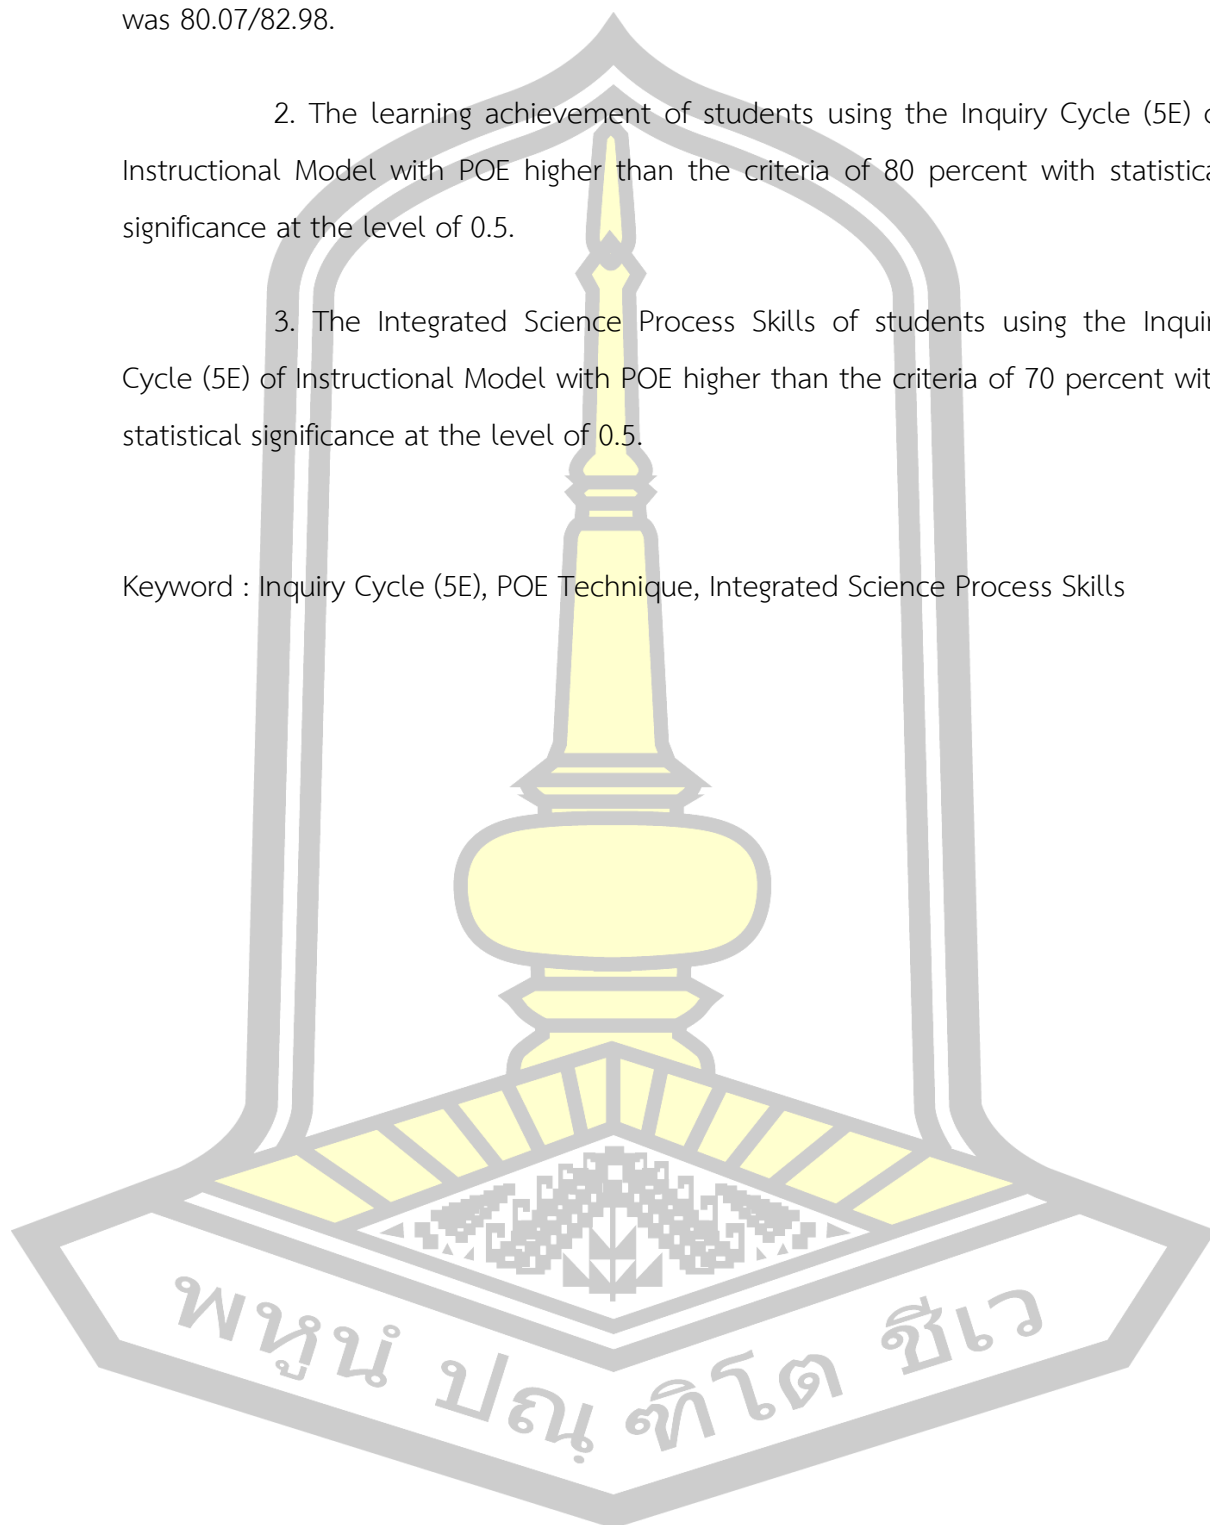 was 80.07/82.98.
2. The learning achievement of students using the Inquiry Cycle (5E)
Instructional Model with POE higher than the criteria of 80 percent with statistica
significance at the level of 0.5.
3. The Integrated Science Process Skills of students using the Inquir
Cycle (5E) of Instructional Model with POE higher than the criteria of 70 percent wit
statistical significance at the level of 0.5.
Keyword : Inquiry Cycle (5E), POE Technique, Integrated Science Process Skills
พหูนํ ปณฺฑิโต ชีเว